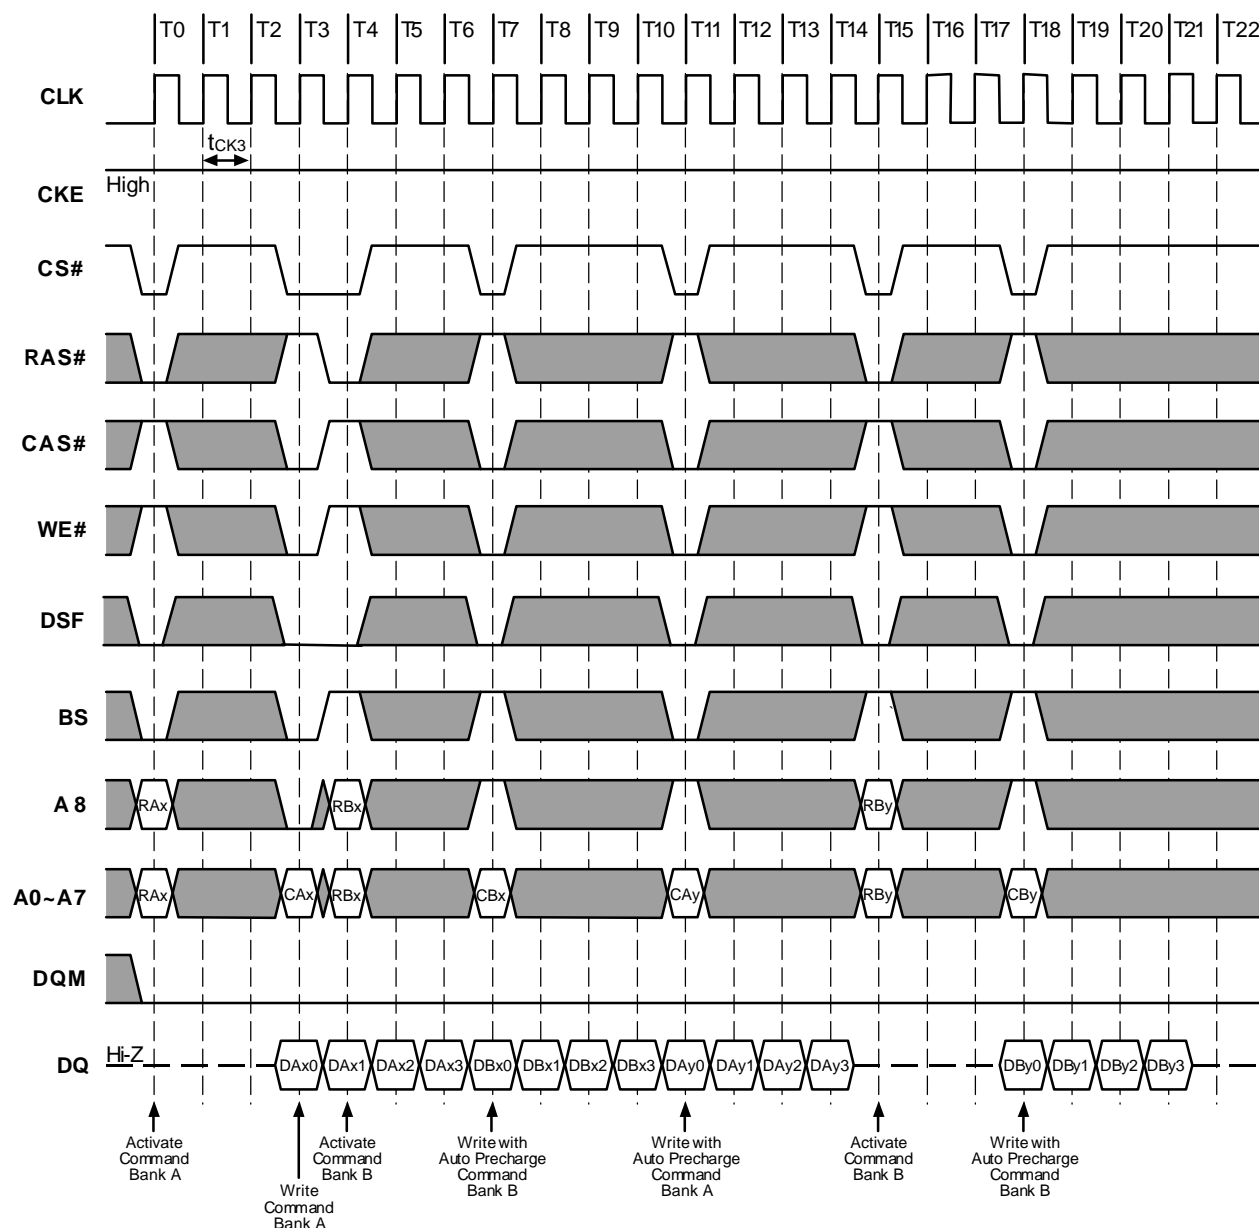 T0 T1 T2 T3 T4 T5 T6 T7 T8 T9 T10 T11 T12 T13 T14 T15 T16 T17 T18 T19 T20 T21 T22
CLK
tCK3
High
CKE
CS#
RAS#
CAS#
WE#
DSF
BS
A8 RAx RBx RBy
A0~A7 RAx CAx RBx CBx CAy RBy CBy
DQM
DQ Hi-Z DAx0 DAx1 DAx2 DAx3 DBx0 DBx1 DBx2 DBx3 DAy0 DAy1 DAy2 DAy3 DBy0 DBy1 DBy2 DBy3
Activate
Command
Bank A
Write
Command
Bank A
Activate
Command
Bank B
Write with
Auto Precharge
Command
Bank B
Write with
Auto Precharge
Command
Bank A
Activate
Command
Bank B
Write with
Auto Precharge
Command
Bank B